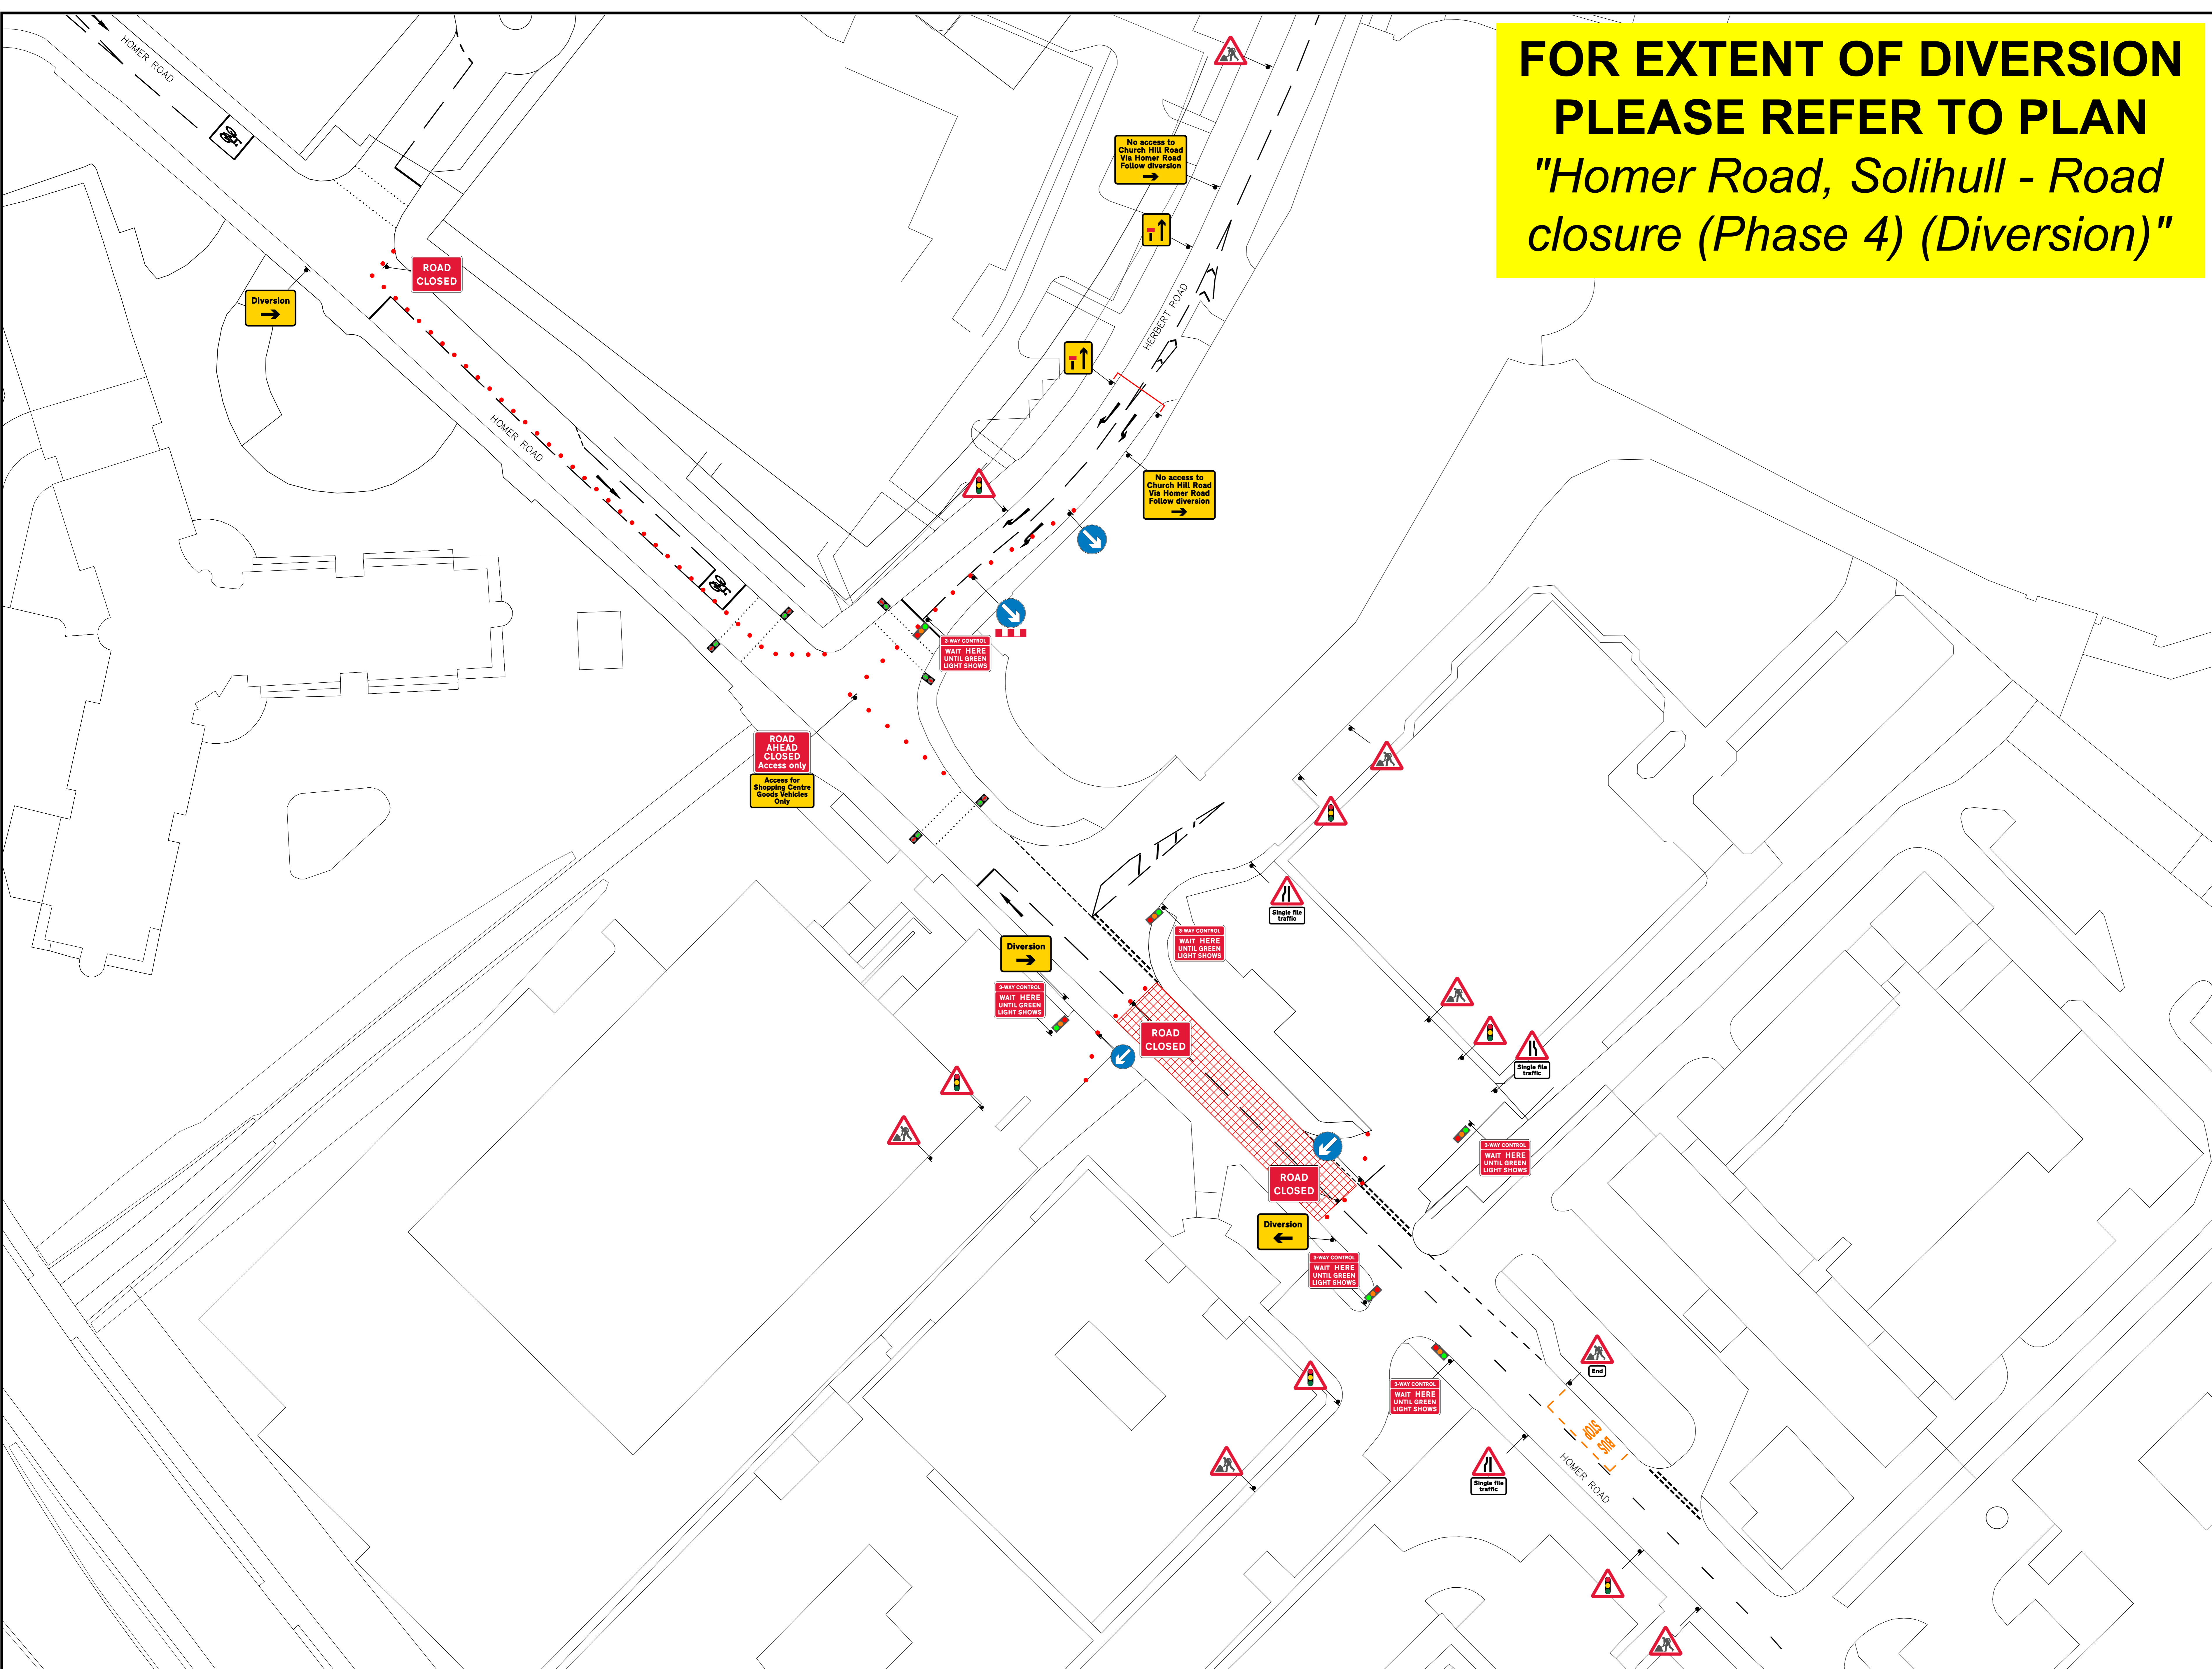 FOR EXTENT OF DIVERSION
PLEASE REFER TO PLAN
"Homer Road, Solihull - Road
closure (Phase 4) (Diversion)"
HOMER ROAD
No access to
Church Hill Road
Via Homer Road
Follow diversion
ROAD
CLOSED
Diversion
HERBERT ROAD
HOMER ROAD
No access to
Church Hill Road
Via Homer Road
Follow diversion
3-WAY CONTROL
WAIT HERE
UNTIL GREEN
LIGHT SHOWS
ROAD
AHEAD
CLOSED
Access only
Access for
Shopping Centre
Goods Vehicles
Only
Single file
traffic
3-WAY CONTROL
WAIT HERE
UNTIL GREEN
LIGHT SHOWS
Diversion
3-WAY CONTROL
WAIT HERE
UNTIL GREEN
LIGHT SHOWS
ROAD
CLOSED
Single file
traffic
3-WAY CONTROL
WAIT HERE
UNTIL GREEN
LIGHT SHOWS
ROAD
CLOSED
Diversion
3-WAY CONTROL
WAIT HERE
UNTIL GREEN
LIGHT SHOWS
End
3-WAY CONTROL
WAIT HERE
UNTIL GREEN
LIGHT SHOWS
BUS
STOP
HOMER ROAD
Single file
traffic